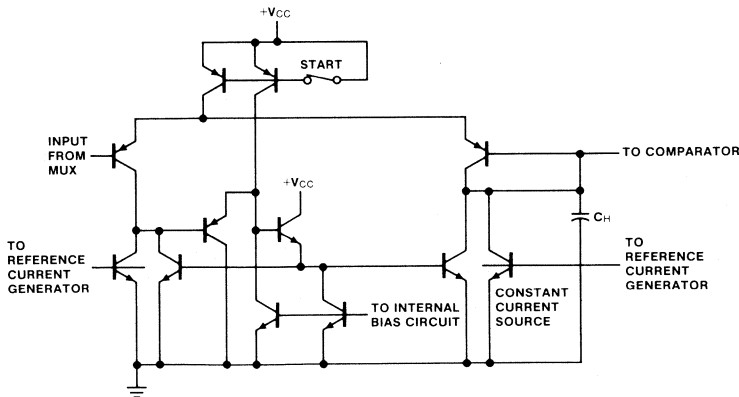 +VCC
START
INPUT
FROM
MUX
TO COMPARATOR
+VCC
CH
TO
REFERENCE
CURRENT
GENERATOR
TO INTERNAL
BIAS CIRCUIT
CONSTANT
CURRENT
SOURCE
TO
REFERENCE
CURRENT
GENERATOR